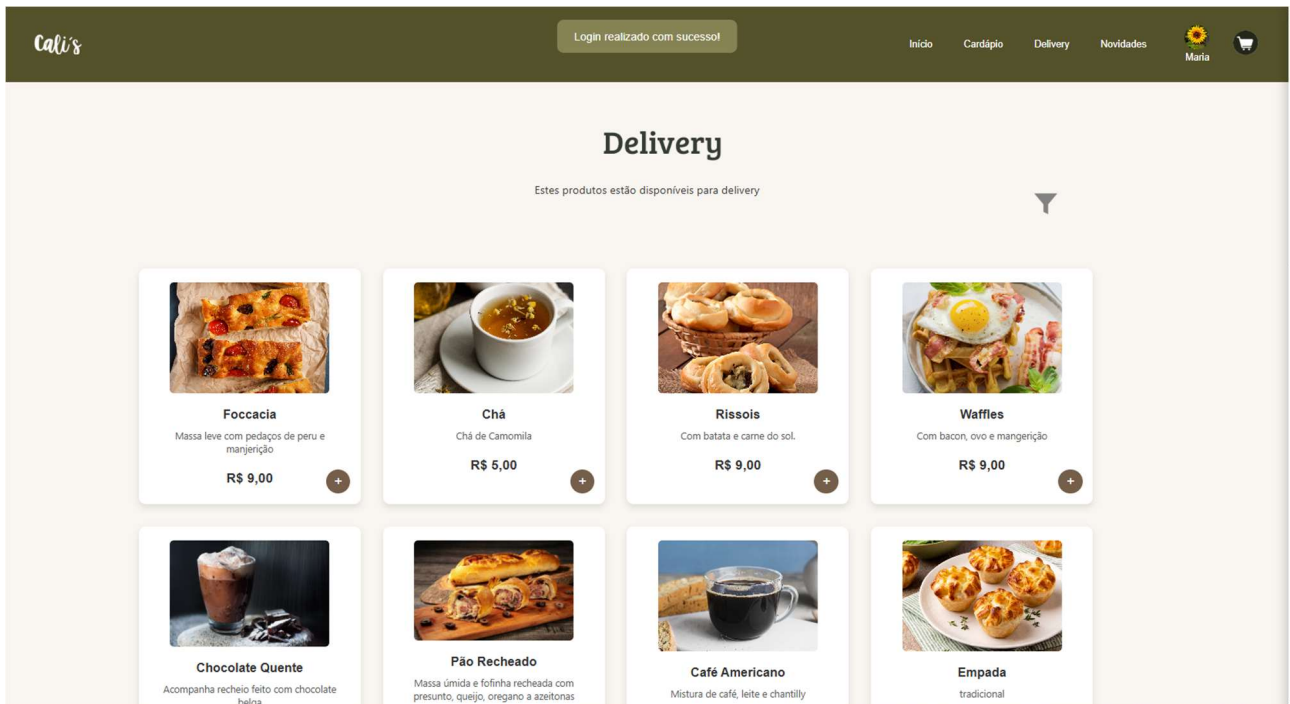 Cali's
Login realizado com sucesso!
Início
Cardápio
Delivery
Novidades
Maria
Delivery
Estes produtos estão disponíveis para delivery
Foccacia
Massa leve com pedaços de peru e
manjerição
R$ 9,00
+
Chá
Chá de Camomila
R$ 5,00
+
Rissois
Com batata e carne do sol.
R$ 9,00
+
Waffles
Com bacon, ovo e mangerição
R$ 9,00
+
Chocolate Quente
Acompanha recheio feito com chocolate
belga
Pão Recheado
Massa úmida e fofinha recheada com
presunto, queijo, oregano a azeitonas
Café Americano
Mistura de café, leite e chantilly
Empada
tradicional